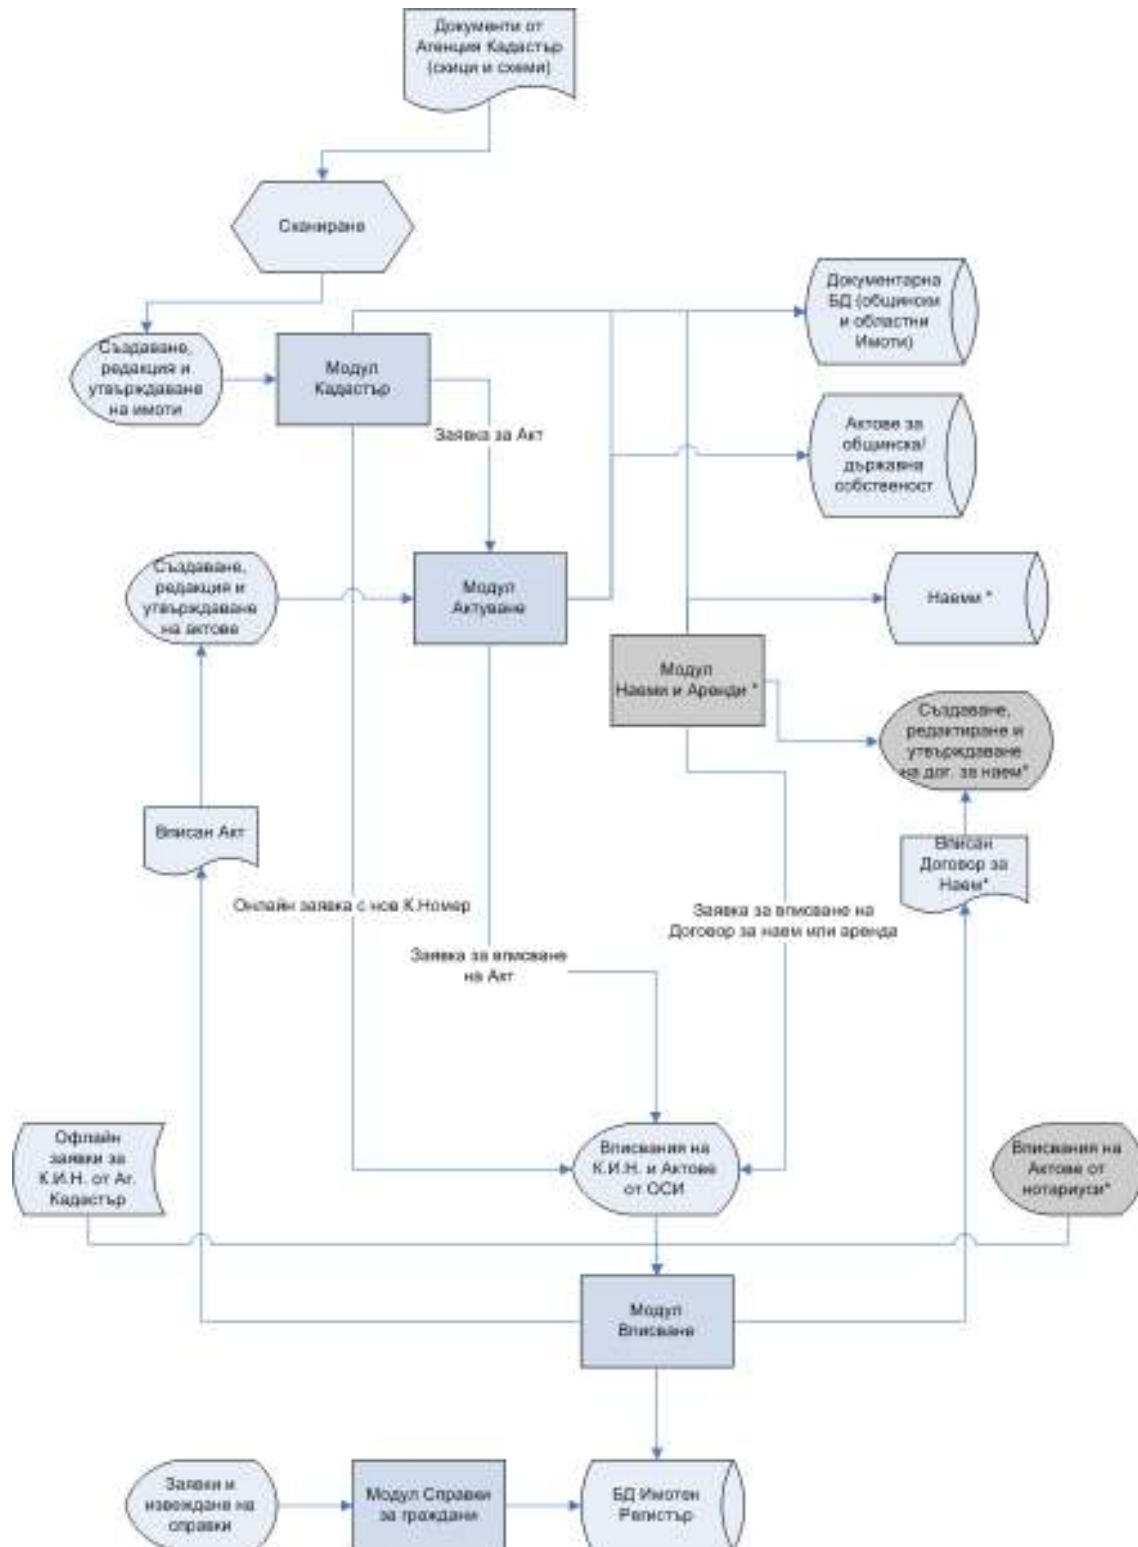 Документи от
Агенция Кадастър
(скици и схеми)
Сканиране
Документарна
БД (общински
и областни
Имоти)
Създаване,
редакция и
утвърждаване
на имоти
Модул
Кадастър
Заявка за Акт
Актове за
общинска/
държавна
собственост
Създаване,
редакция и
утвърждаване
на актове
Модул
Актуване
Наеми *
Модул
Наеми и Аренди *
Създаване,
редактиране и
утвърждаване
на дог. за наем*
Вписан Акт
Вписан
Договор за
Наем*
Онлайн заявка с нов К.Номер
Заявка за вписване на
Договор за наем или аренда
Заявка за вписване
на Акт
Офлайн
заявки за
К.И.Н. от Аг.
Кадастър
Вписвания на
К.И.Н. и Актове
от ОСИ
Вписвания на
Актове от
нотариуси*
Модул
Вписване
Заявки и
извеждане на
справки
Модул Справки
за граждани
БД Имотен
Регистър